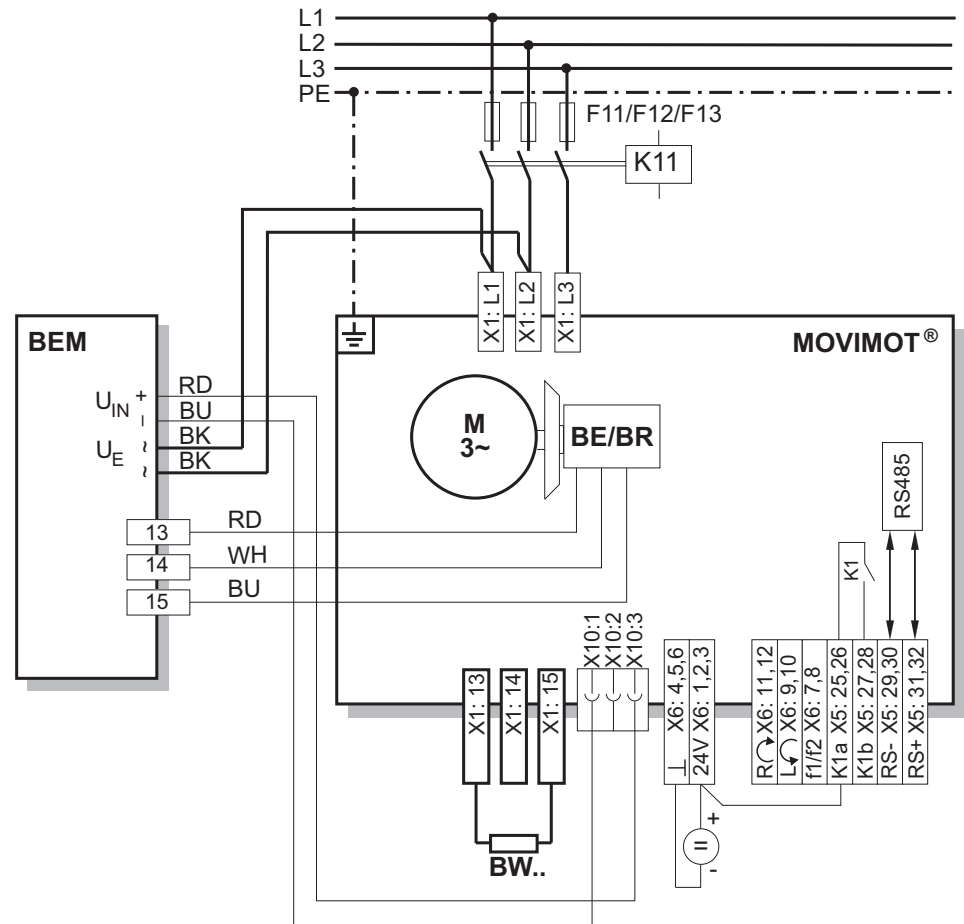 L1
L2
L3
PE
F11/F12/F13
K11
X1: L1
X1: L2
X1: L3
BEM
MOVIMOT®
UIN + RD
– BU
UE ~ BK
~ BK
M
3~
BE/BR
RS485
13 RD
14 WH
15 BU
K1
X10:1
X10:2
X10:3
X1: 13
X1: 14
X1: 15
⊥ X6: 4,5,6
24V X6: 1,2,3
R X6: 11,12
L X6: 9,10
f1/f2 X6: 7,8
K1a X5: 25,26
K1b X5: 27,28
RS- X5: 29,30
RS+ X5: 31,32
+
=
-
BW..